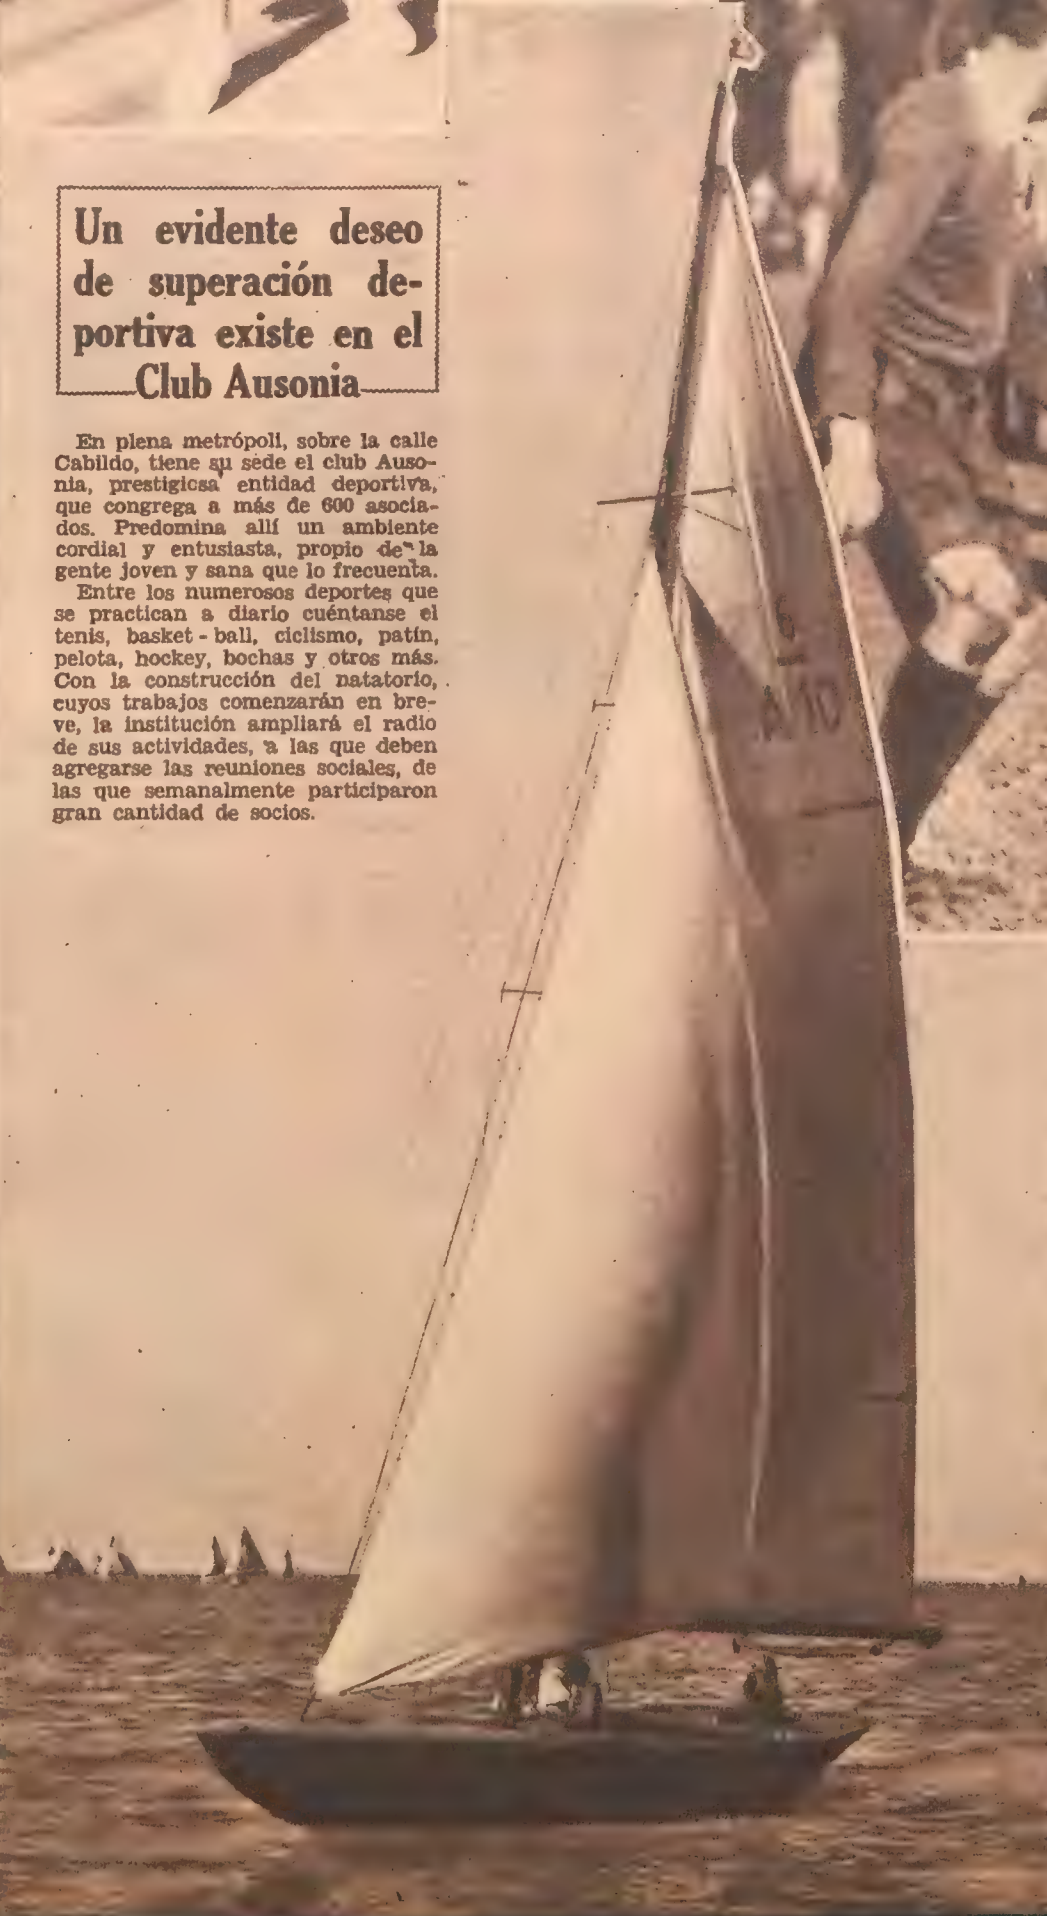 Un evidente deseo
de superación de-
portiva existe en el
Club Ausonia
En plena metrópoli, sobre la calle
Cabildo, tiene su sede el club Auso-
nia, prestigiosa entidad deportiva,
que congrega a más de 600 asocia-
dos. Predomina allí un ambiente
cordial y entusiasta, propio de la
gente joven y sana que lo frecuenta.
Entre los numerosos deportes que
se practican a diario cuéntanse el
tenis, basket-ball, ciclismo, patín,
pelota, hockey, bochas y otros más.
Con la construcción del natatorio,
cuyos trabajos comenzarán en bre-
ve, la institución ampliará el radio
de sus actividades, a las que deben
agregarse las reuniones sociales, de
las que semanalmente participaron
gran cantidad de socios.